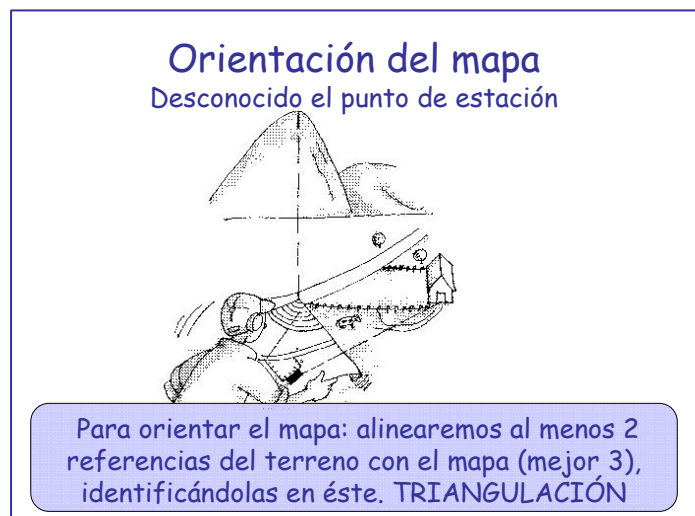 Orientación del mapa
Desconocido el punto de estación
Para orientar el mapa: alinearemos al menos 2
referencias del terreno con el mapa (mejor 3),
identificándolas en éste. TRIANGULACIÓN